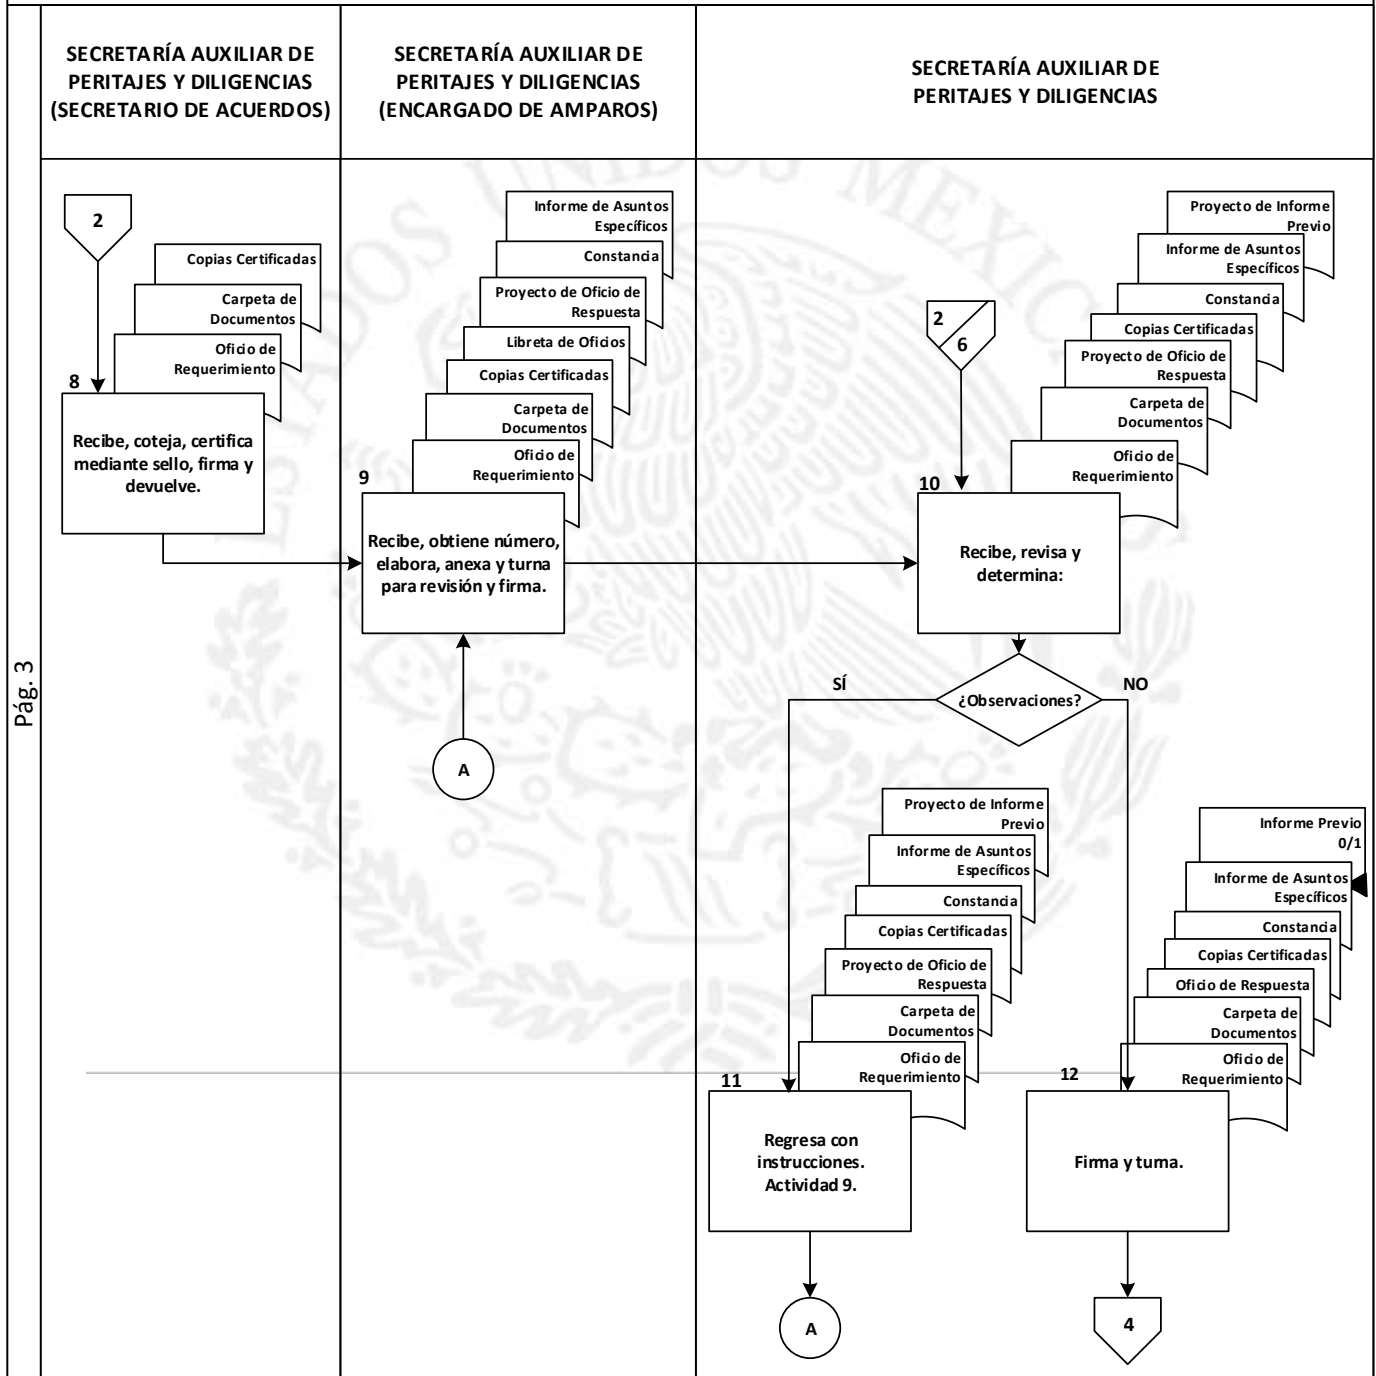 SECRETARÍA AUXILIAR DE
PERITAJES Y DILIGENCIAS
(SECRETARIO DE ACUERDOS)
SECRETARÍA AUXILIAR DE
PERITAJES Y DILIGENCIAS
(ENCARGADO DE AMPAROS)
SECRETARÍA AUXILIAR DE
PERITAJES Y DILIGENCIAS
Pág. 3
2
Copias Certificadas
Carpeta de
Documentos
Oficio de
Requerimiento
8
Recibe, coteja, certifica
mediante sello, firma y
devuelve.
Informe de Asuntos
Específicos
Constancia
Proyecto de Oficio de
Respuesta
Libreta de Oficios
Copias Certificadas
Carpeta de
Documentos
Oficio de
Requerimiento
9
Recibe, obtiene número,
elabora, anexa y turna
para revisión y firma.
A
Proyecto de Informe
Previo
Informe de Asuntos
Específicos
Constancia
Copias Certificadas
Proyecto de Oficio de
Respuesta
Carpeta de
Documentos
Oficio de
Requerimiento
2
6
10
Recibe, revisa y
determina:
¿Observaciones?
SÍ
NO
Proyecto de Informe
Previo
Informe de Asuntos
Específicos
Constancia
Copias Certificadas
Proyecto de Oficio de
Respuesta
Carpeta de
Documentos
Oficio de
Requerimiento
11
Regresa con
instrucciones.
Actividad 9.
A
Informe Previo
0/1
Informe de Asuntos
Específicos
Constancia
Copias Certificadas
Oficio de Respuesta
Carpeta de
Documentos
Oficio de
Requerimiento
12
Firma y turna.
4
ESTADOS UNIDOS MEXICANOS